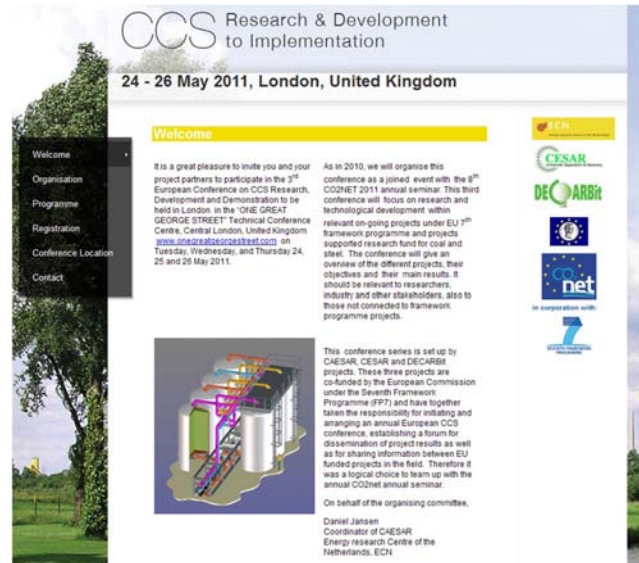 CCS Research & Development
to Implementation
24 - 26 May 2011, London, United Kingdom
Welcome
Organisation
Programme
Registration
Conference Location
Contact
Welcome
It is a great pleasure to invite you and your
project partners to participate in the 3rd
European Conference on CCS Research,
Development and Demonstration to be
held in London in the 'ONE GREAT
GEORGE STREET' Technical Conference
Centre, Central London, United Kingdom
www.onegreatgeorgestreet.com on
Tuesday, Wednesday, and Thursday 24,
25 and 26 May 2011.
As in 2010, we will organise this
conference as a joined event with the 8th
CO2NET 2011 annual seminar. This third
conference will focus on research and
technological development within
relevant on-going projects under EU 7th
framework programme and projects
supported research fund for coal and
steel. The conference will give an
overview of the different projects, their
objectives and their main results. It
should be relevant to researchers,
industry and other stakeholders, also to
those not connected to framework
programme projects.
This conference series is set up by
CAESAR, CESAR and DECARBit
projects. These three projects are
co-funded by the European Commission
under the Seventh Framework
Programme (FP7) and have together
taken the responsibility for initiating and
arranging an annual European CCS
conference, establishing a forum for
dissemination of project results as well
as for sharing information between EU
funded projects in the field. Therefore it
was a logical choice to team up with the
annual CO2net annual seminar.
On behalf of the organising committee,
Daniel Jansen
Coordinator of CAESAR
Energy research Centre of the
Netherlands, ECN
ECN
CESAR
DECARBit
CO2
net
in corporation with:
7
SEVENTH FRAMEWORK
PROGRAMME